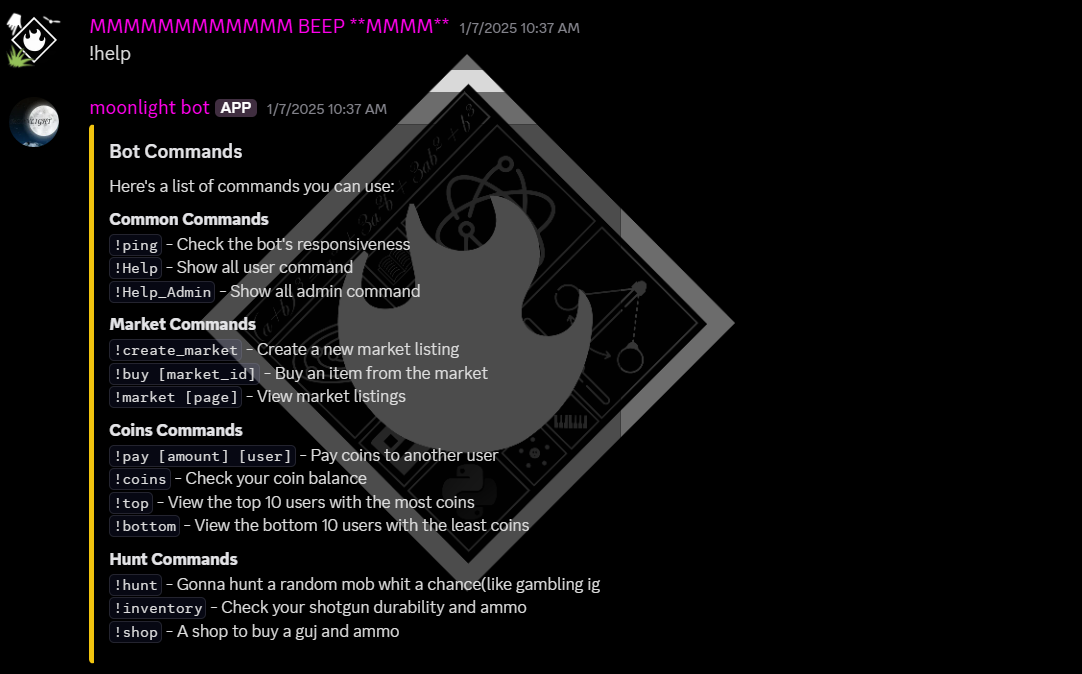 MMMMMMMMMMMM BEEP **MMMM** 1/7/2025 10:37 AM
!help
LIGHT
moonlight bot APP 1/7/2025 10:37 AM
Bot Commands
Here's a list of commands you can use:
Common Commands
!ping - Check the bot's responsiveness
!Help - Show all user command
!Help_Admin - Show all admin command
Market Commands
!create_market - Create a new market listing
!buy [market_id] - Buy an item from the market
!market [page] - View market listings
Coins Commands
!pay [amount] [user] - Pay coins to another user
!coins - Check your coin balance
!top - View the top 10 users with the most coins
!bottom - View the bottom 10 users with the least coins
Hunt Commands
!hunt - Gonna hunt a random mob whit a chance(like gambling ig
!inventory - Check your shotgun durability and ammo
!shop - A shop to buy a guj and ammo